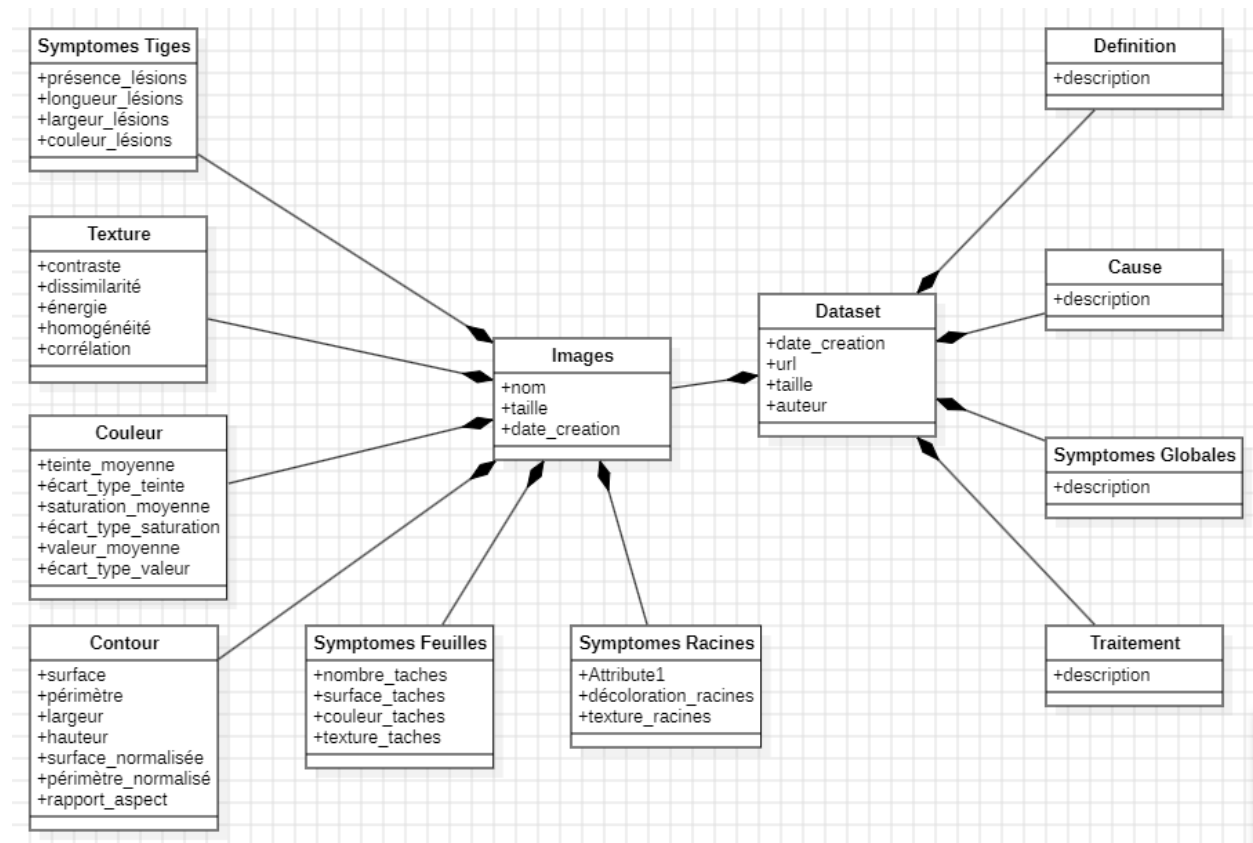 Symptomes Tiges
+présence_lésions
+longueur_lésions
+largeur_lésions
+couleur_lésions
Texture
+contraste
+dissimilarité
+énergie
+homogénéité
+corrélation
Couleur
+teinte_moyenne
+écart_type_teinte
+saturation_moyenne
+écart_type_saturation
+valeur_moyenne
+écart_type_valeur
Contour
+surface
+périmètre
+largeur
+hauteur
+surface_normalisée
+périmètre_normalisé
+rapport_aspect
Symptomes Feuilles
+nombre_taches
+surface_taches
+couleur_taches
+texture_taches
Symptomes Racines
+Attribute1
+décoloration_racines
+texture_racines
Images
+nom
+taille
+date_creation
Dataset
+date_creation
+url
+taille
+auteur
Definition
+description
Cause
+description
Symptomes Globales
+description
Traitement
+description